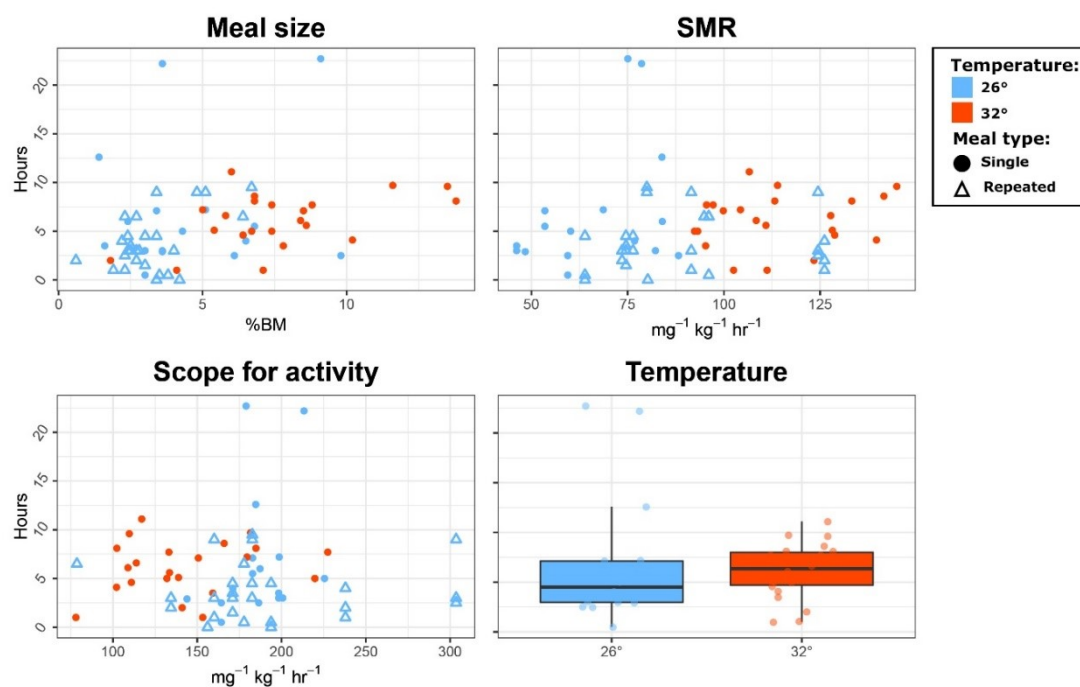 Meal size
SMR
Hours
0
5
10
15
20
0
5
10
%BM
50
75
100
125
mg⁻¹ kg⁻¹ hr⁻¹
Temperature:
26°
32°
Meal type:
Single
Repeated
Scope for activity
Temperature
Hours
0
5
10
15
20
100
150
200
250
300
mg⁻¹ kg⁻¹ hr⁻¹
26°
32°